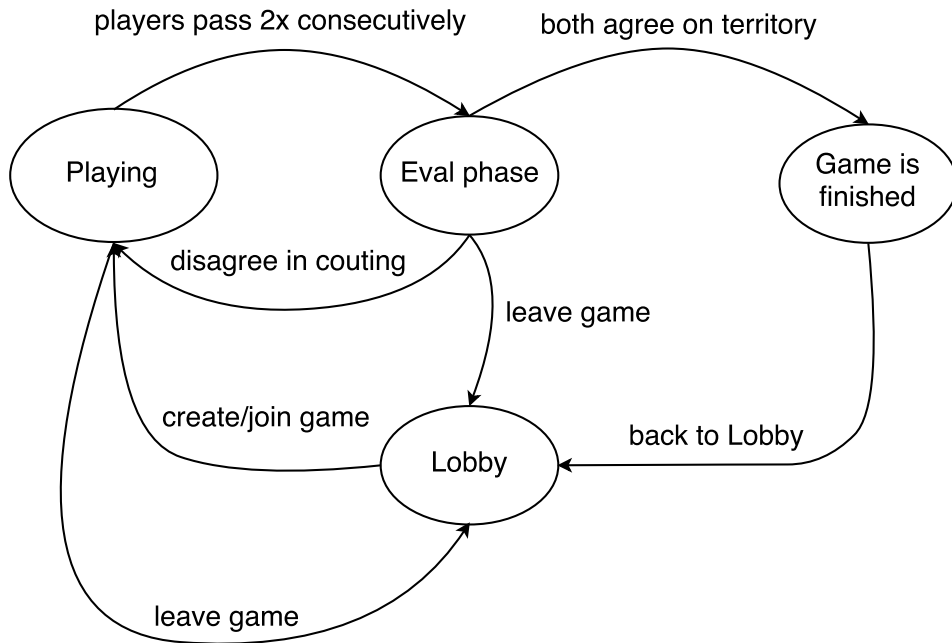 players pass 2x consecutively
both agree on territory
Playing
Eval phase
Game is
finished
disagree in couting
leave game
create/join game
Lobby
back to Lobby
leave game